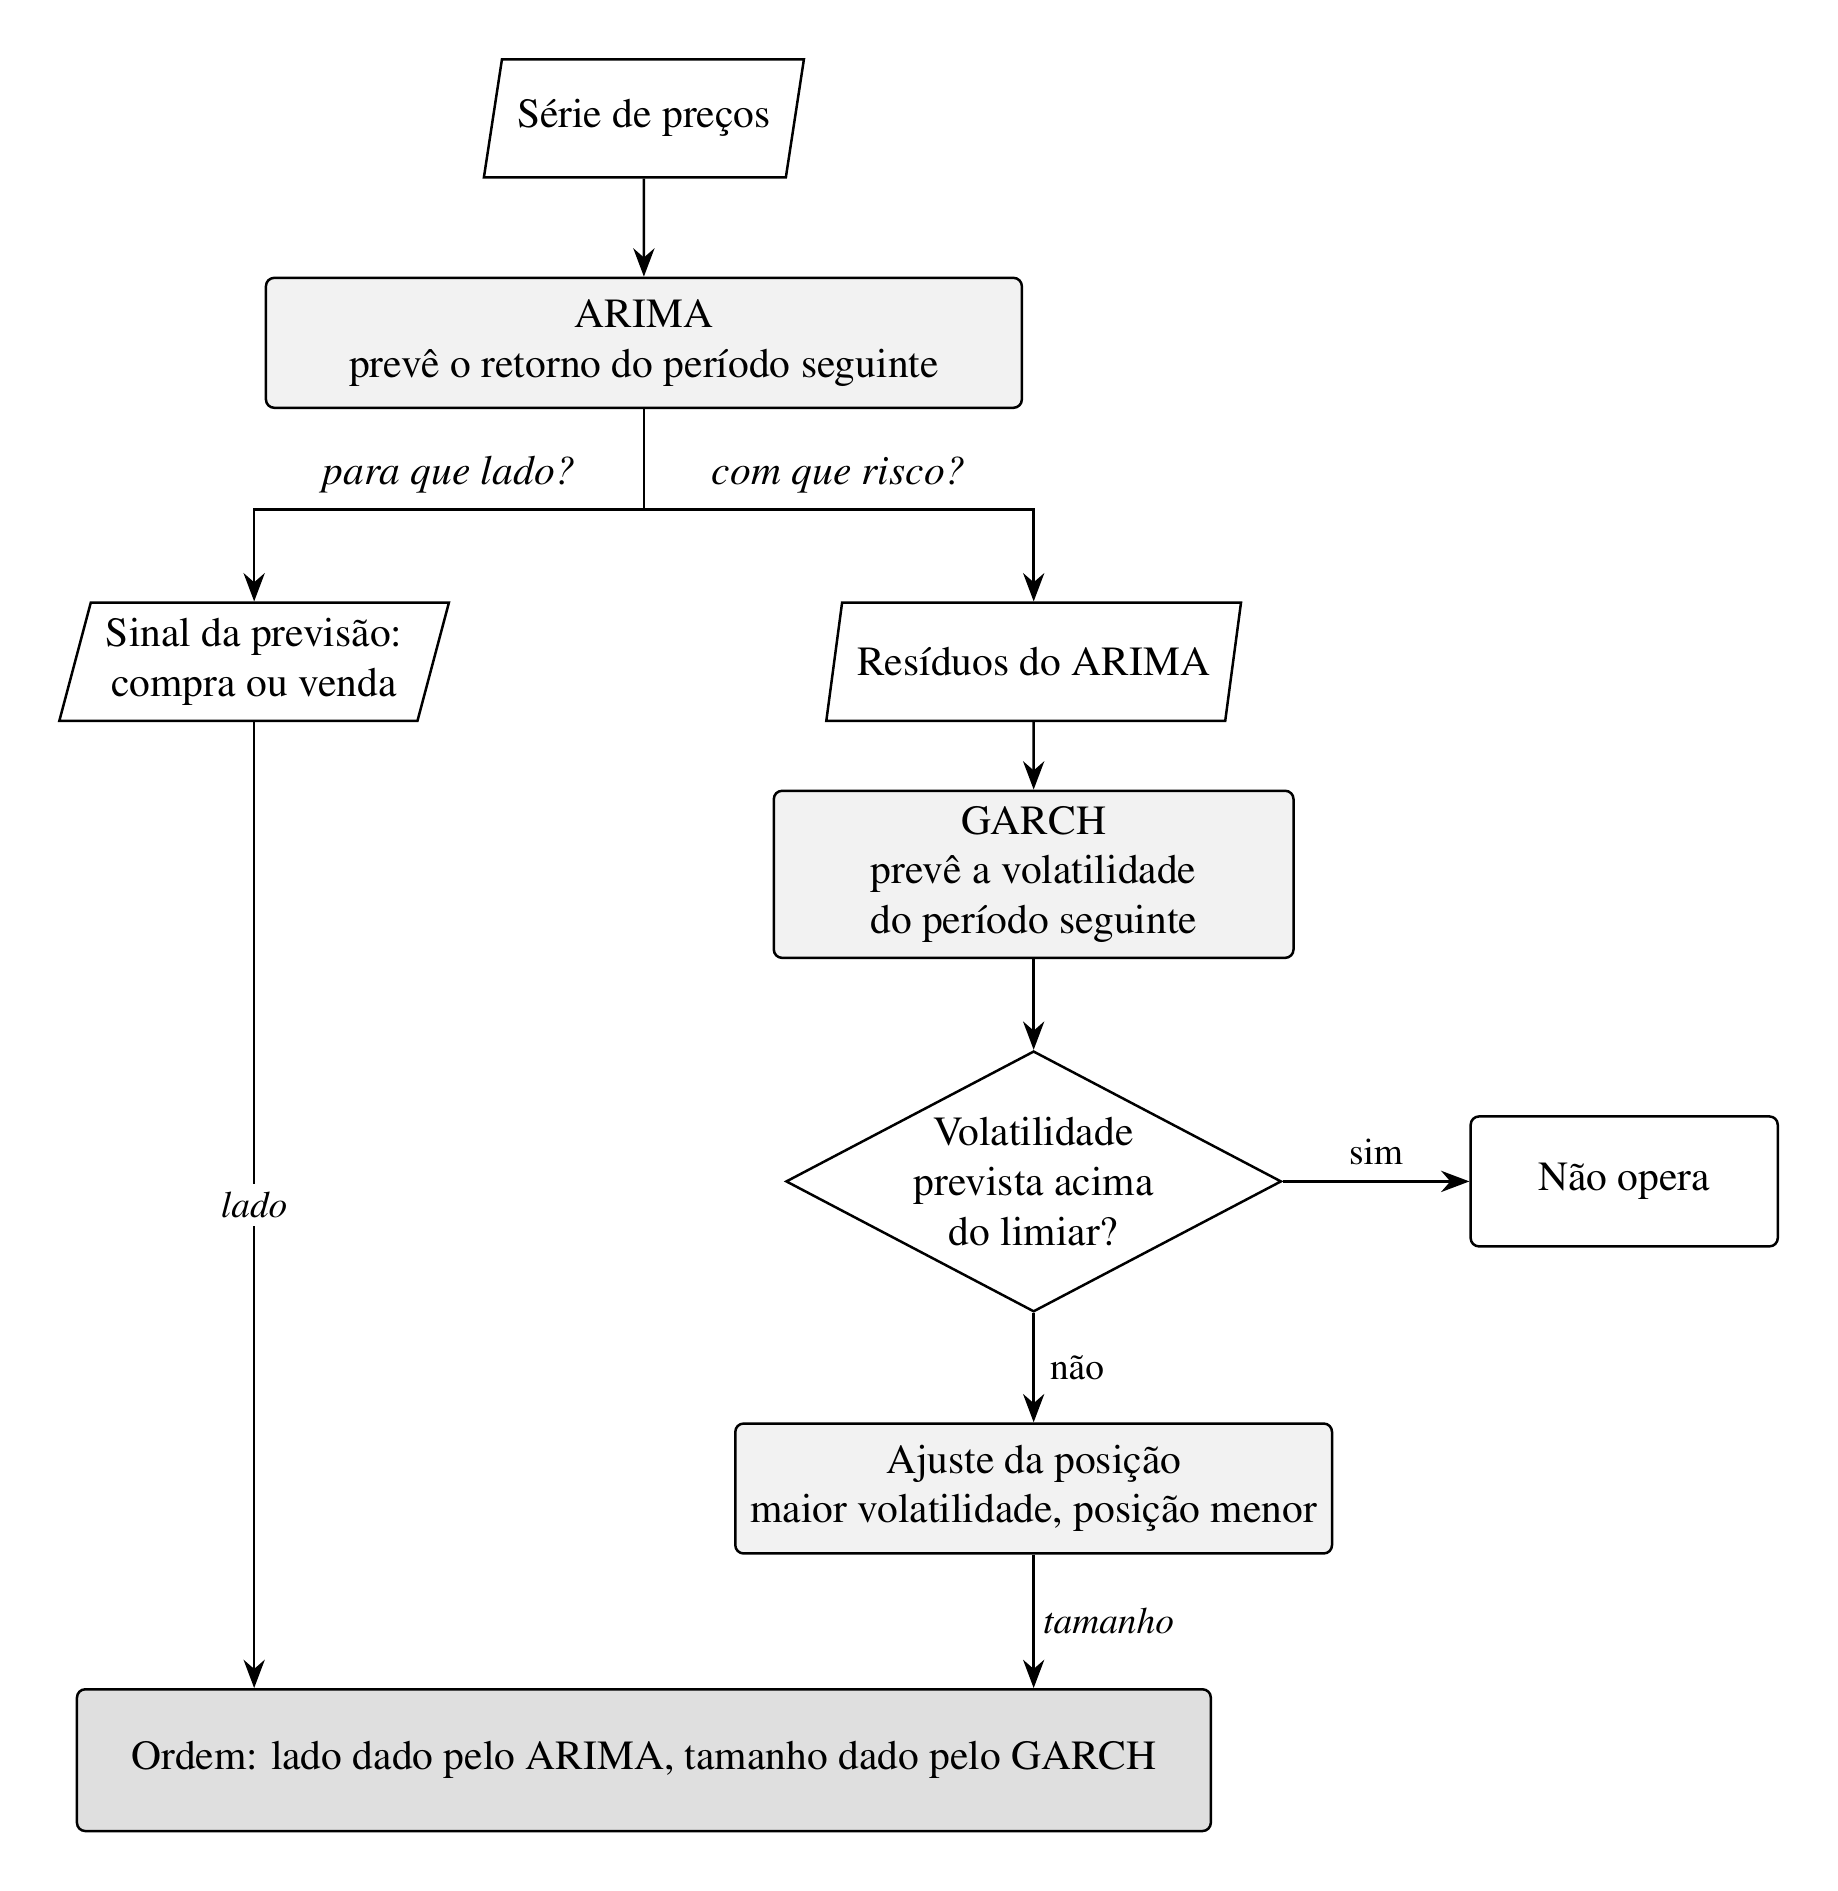 Série de preços
ARIMA
prevê o retorno do período seguinte
para que lado?
com que risco?
Sinal da previsão:
compra ou venda
Resíduos do ARIMA
GARCH
prevê a volatilidade
do período seguinte
Volatilidade
prevista acima
do limiar?
sim
Não opera
lado
não
Ajuste da posição
maior volatilidade, posição menor
tamanho
Ordem: lado dado pelo ARIMA, tamanho dado pelo GARCH